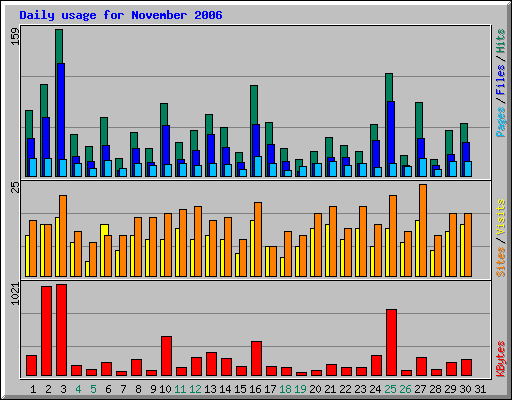 Daily usage for November 2006
159
Pages / Files / Hits
25
Sites / Visits
1021
KBytes
1 2 3 4 5 6 7 8 9 10 11 12 13 14 15 16 17 18 19 20 21 22 23 24 25 26 27 28 29 30 31